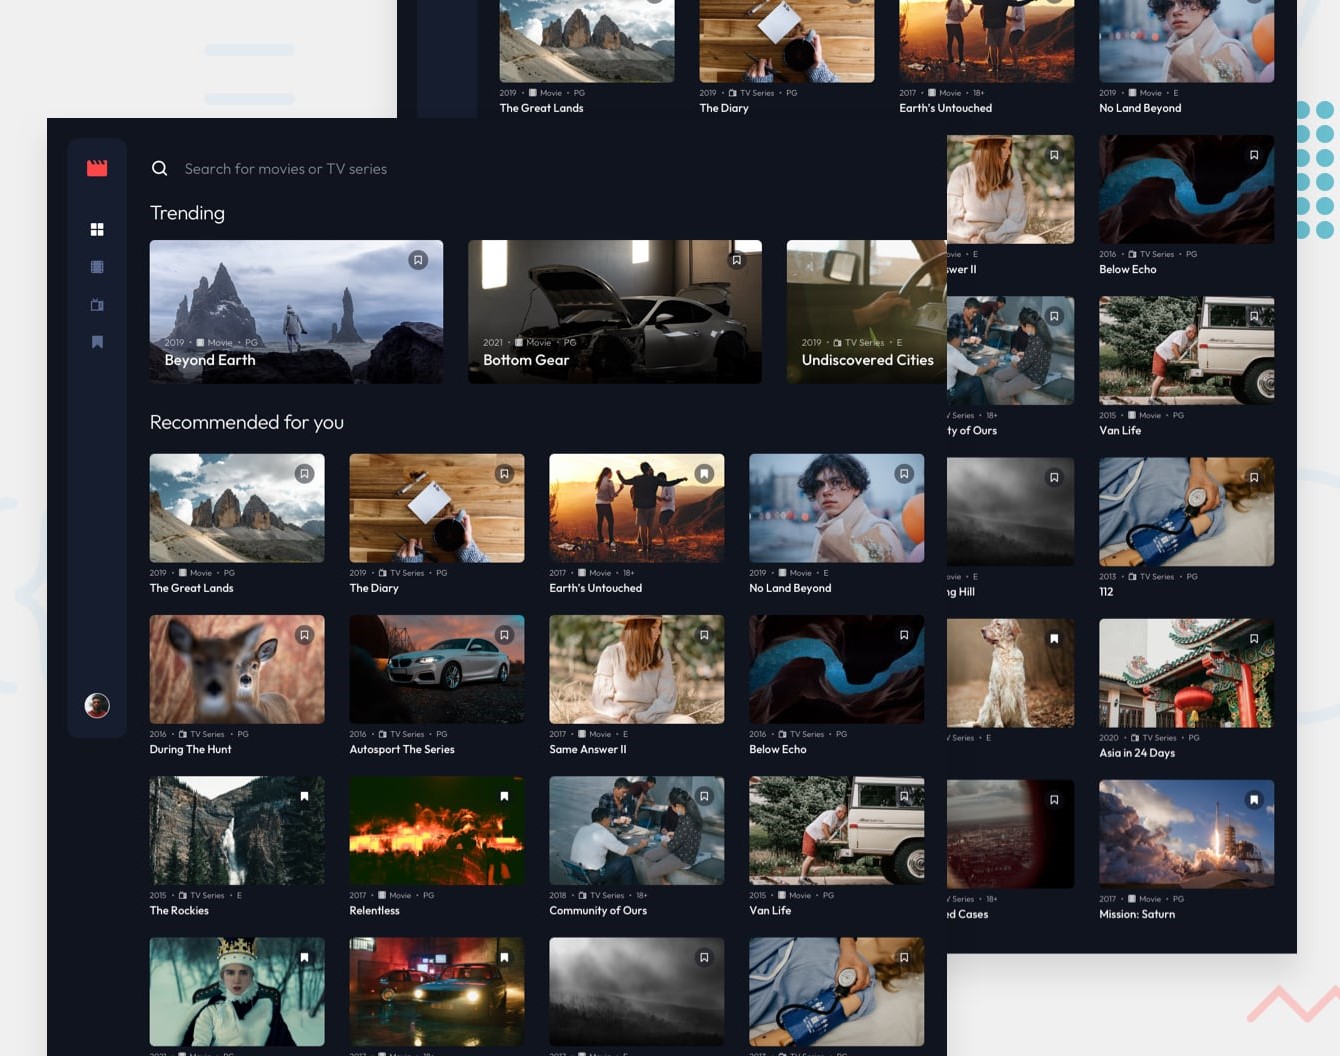 2019 • Movie • PG
The Great Lands
2019 • TV Series • PG
The Diary
2017 • Movie • 18+
Earth's Untouched
2019 • Movie • E
No Land Beyond
Search for movies or TV series
Trending
2019 • Movie • PG
Beyond Earth
2021 • Movie • PG
Bottom Gear
2019 • TV Series • E
Undiscovered Cities
Recommended for you
2019 • Movie • PG
The Great Lands
2019 • TV Series • PG
The Diary
2017 • Movie • 18+
Earth's Untouched
2019 • Movie • E
No Land Beyond
2016 • TV Series • PG
During The Hunt
2016 • TV Series • PG
Autosport The Series
2017 • Movie • E
Same Answer II
2016 • TV Series • PG
Below Echo
2015 • TV Series • E
The Rockies
2017 • Movie • PG
Relentless
2018 • TV Series • 18+
Community of Ours
2015 • Movie • PG
Van Life
• E
II
2016 • TV Series • PG
Below Echo
Series • 18+
of Ours
2015 • Movie • PG
Van Life
• E
Hill
2013 • TV Series • PG
112
Series • E
2020 • TV Series • PG
Asia in 24 Days
Series • 18+
Cases
2017 • Movie • PG
Mission: Saturn